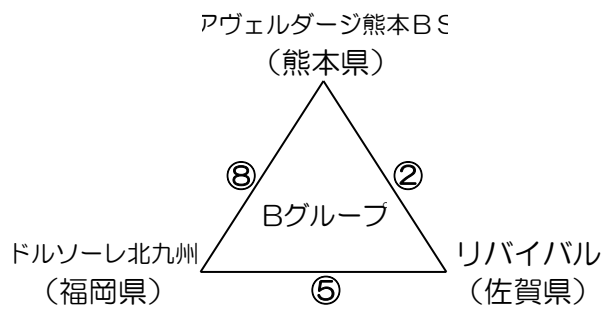 アヴェルダージ熊本BS
（熊本県）
⑧
②
Bグループ
ドルソーレ北九州
（福岡県）
⑤
リバイバル
（佐賀県）